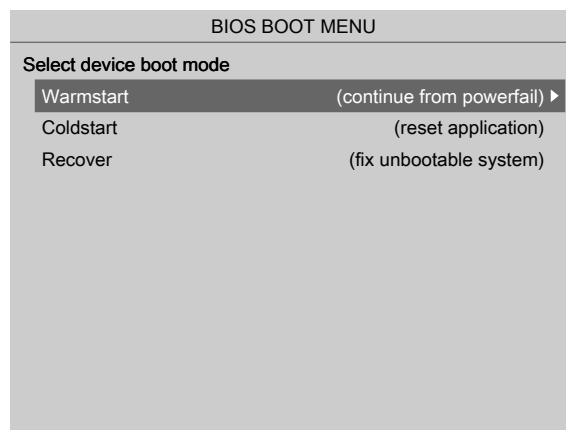 BIOS BOOT MENU
Select device boot mode
Warmstart (continue from powerfail)
Coldstart (reset application)
Recover (fix unbootable system)